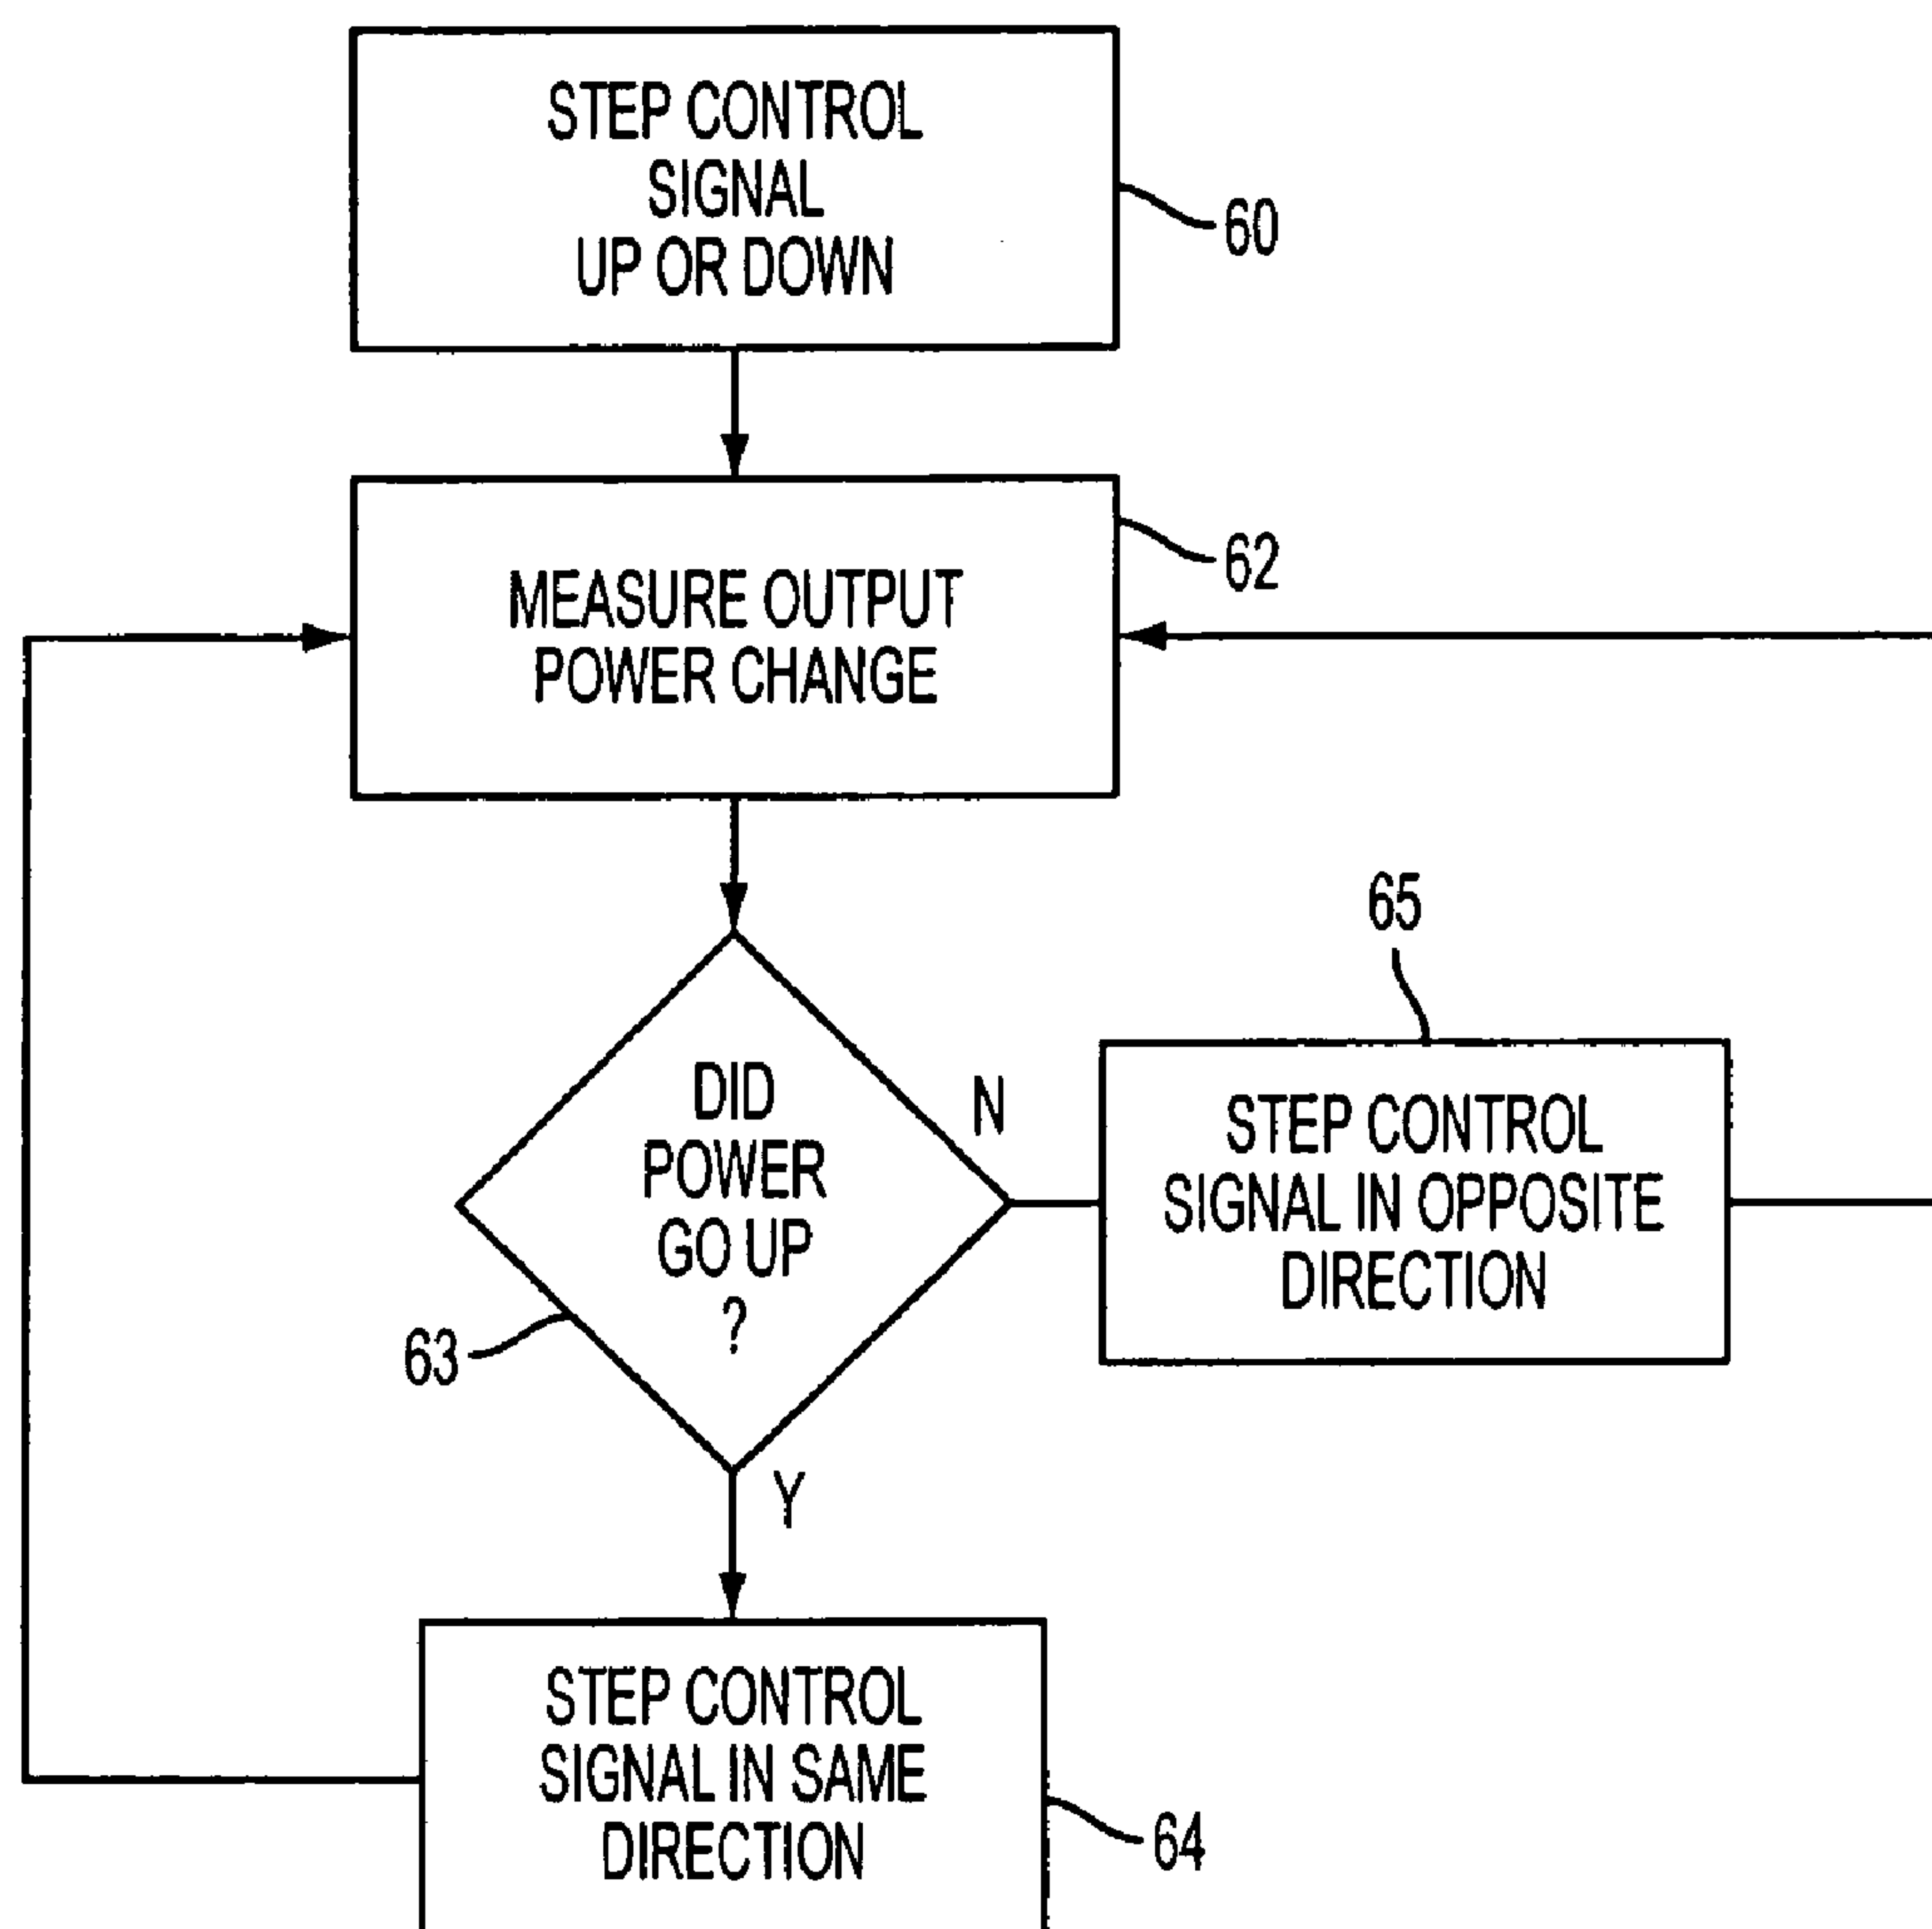 STEP CONTROL
SIGNAL
UP OR DOWN
60
MEASURE OUTPUT
POWER CHANGE
62
DID
POWER
GO UP
?
63
N
Y
65
STEP CONTROL
SIGNAL IN OPPOSITE
DIRECTION
STEP CONTROL
SIGNAL IN SAME
DIRECTION
64